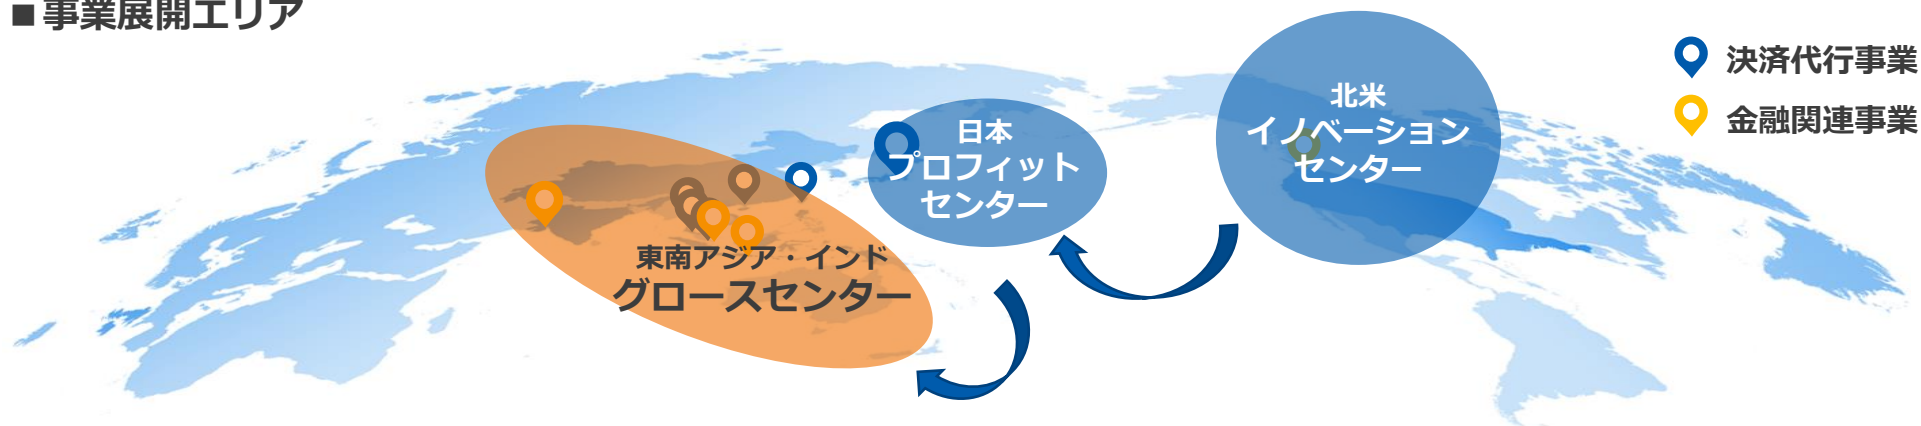 ■事業展開エリア
決済代行事業
金融関連事業
北米
イノベーション
センター
日本
プロフィット
センター
東南アジア・インド
グロースセンター